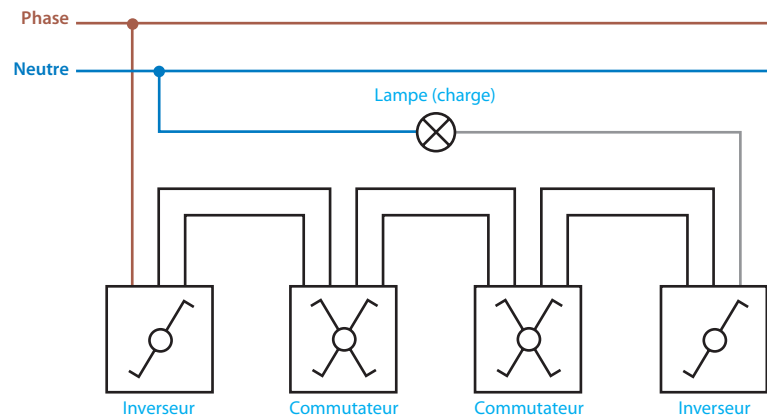 Phase
Neutre
Lampe (charge)
Inverseur
Commutateur
Commutateur
Inverseur